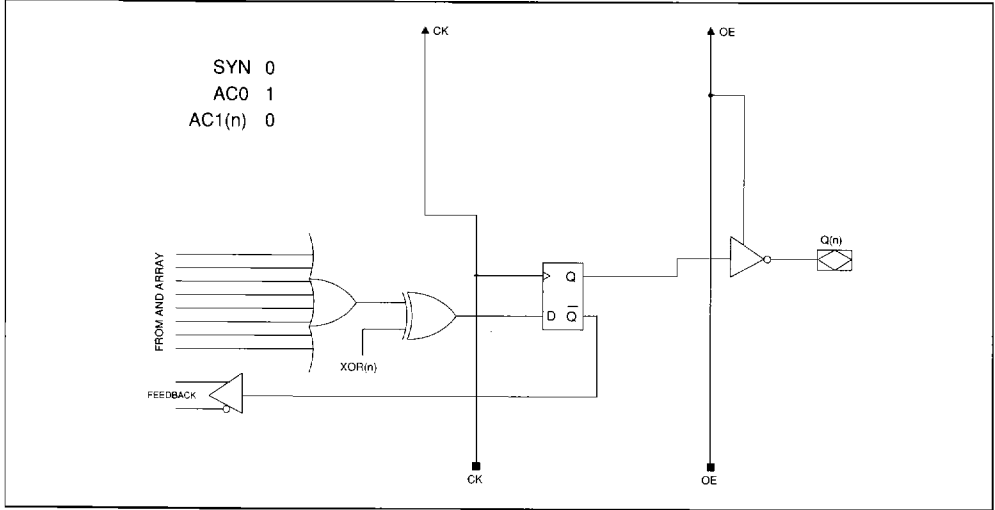 CK
OE
SYN 0
AC0 1
AC1(n) 0
Q(n)
FROM AND ARRAY
Q
D Q̅
XOR(n)
FEEDBACK
CK
OE